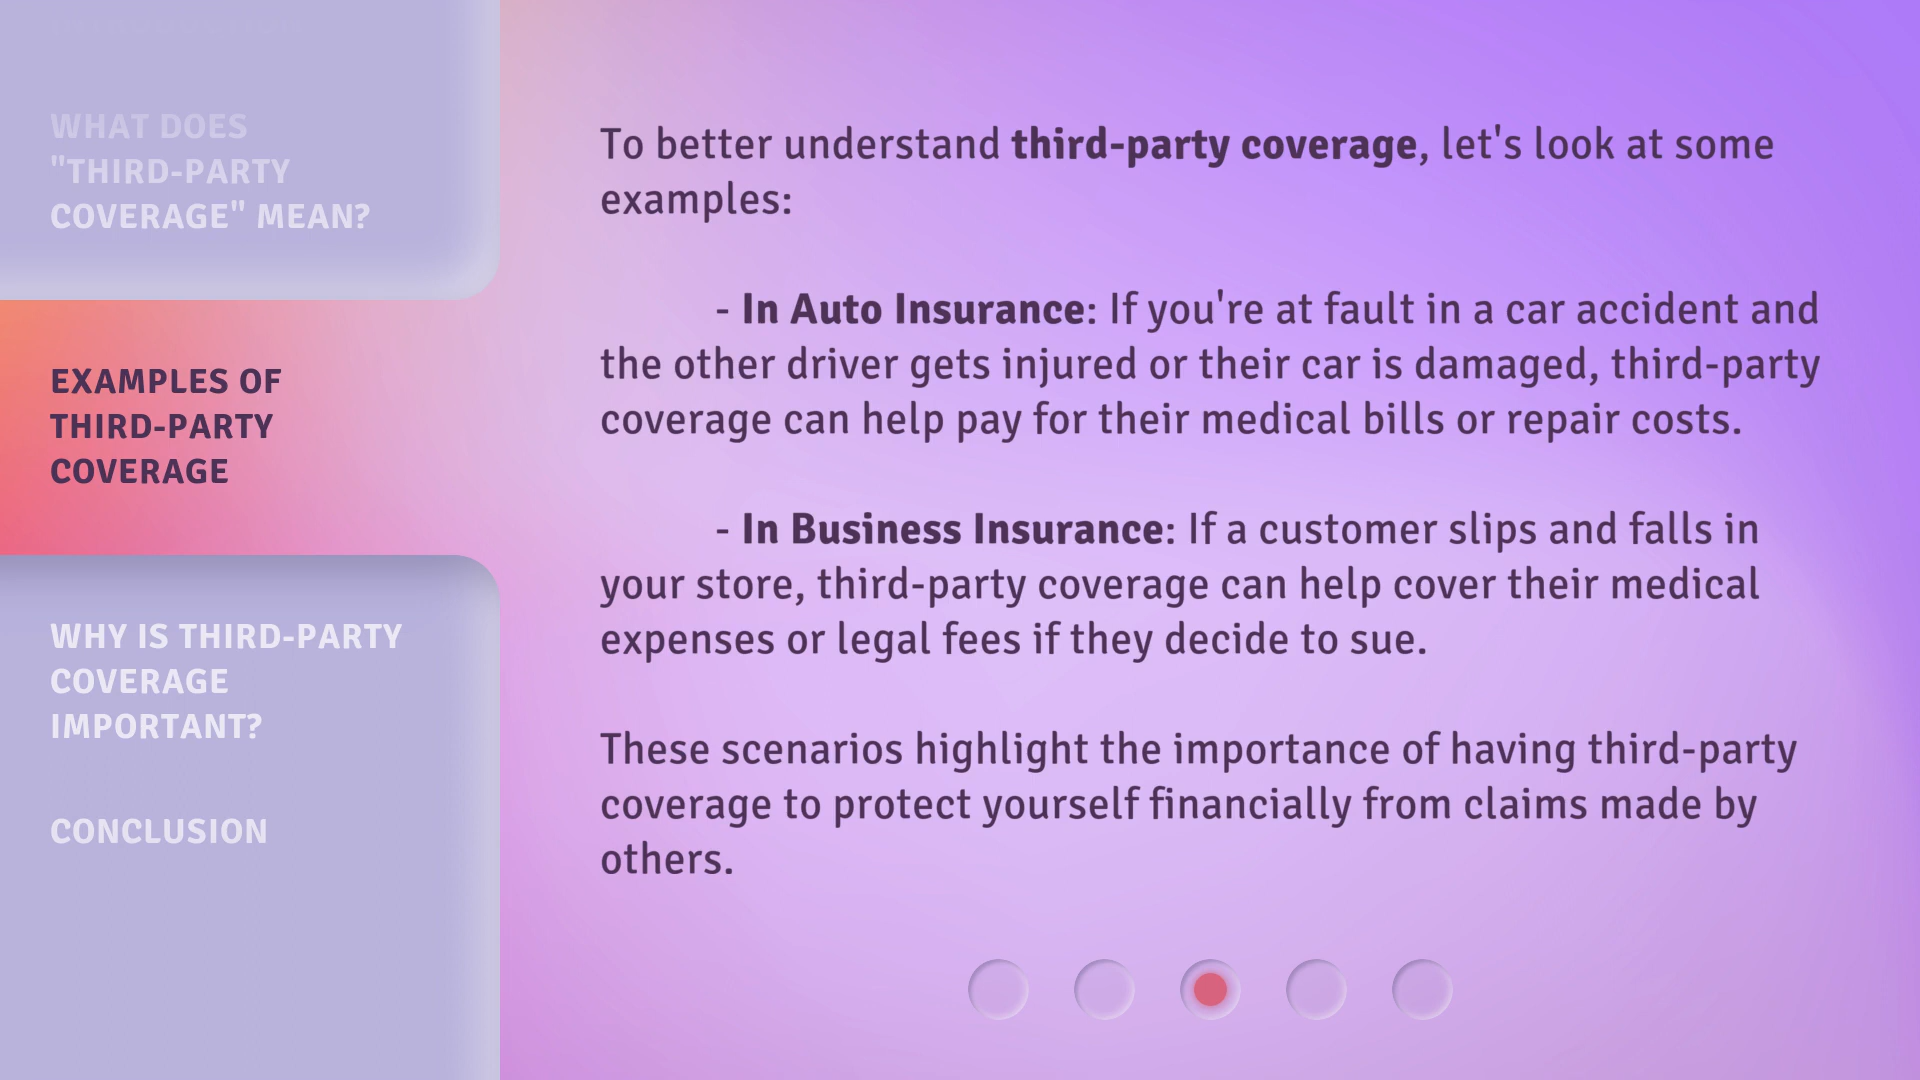 WHAT DOES
"THIRD-PARTY
COVERAGE" MEAN?
EXAMPLES OF
THIRD-PARTY
COVERAGE
WHY IS THIRD-PARTY
COVERAGE
IMPORTANT?
CONCLUSION
To better understand third-party coverage, let's look at some
examples:
- In Auto Insurance: If you're at fault in a car accident and
the other driver gets injured or their car is damaged, third-party
coverage can help pay for their medical bills or repair costs.
- In Business Insurance: If a customer slips and falls in
your store, third-party coverage can help cover their medical
expenses or legal fees if they decide to sue.
These scenarios highlight the importance of having third-party
coverage to protect yourself financially from claims made by
others.